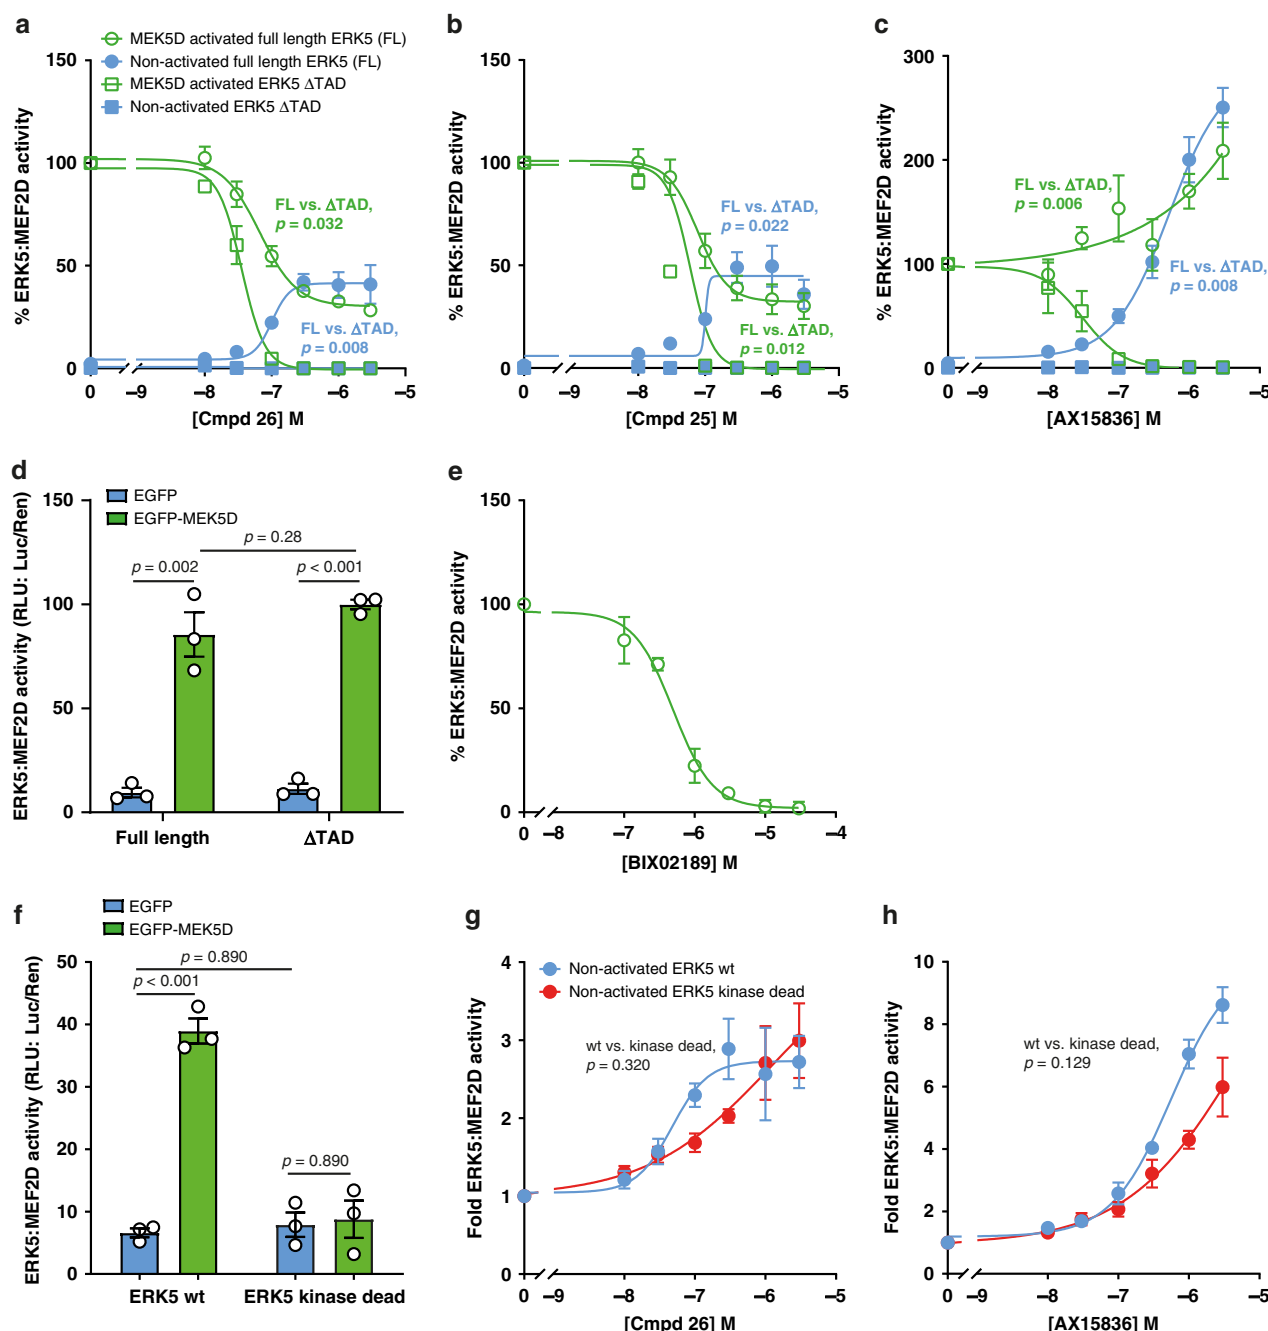 a
MEK5D activated full length ERK5 (FL)
Non-activated full length ERK5 (FL)
MEK5D activated ERK5 ΔTAD
Non-activated ERK5 ΔTAD
% ERK5:MEF2D activity
150
100
50
0
FL vs. ΔTAD,
p = 0.032
FL vs. ΔTAD,
p = 0.008
0 –9 –8 –7 –6 –5
[Cmpd 26] M
b
% ERK5:MEF2D activity
150
100
50
0
FL vs. ΔTAD,
p = 0.022
FL vs. ΔTAD,
p = 0.012
0 –9 –8 –7 –6 –5
[Cmpd 25] M
c
% ERK5:MEF2D activity
300
200
100
0
FL vs. ΔTAD,
p = 0.006
FL vs. ΔTAD,
p = 0.008
0 –9 –8 –7 –6 –5
[AX15836] M
d
EGFP
EGFP-MEK5D
ERK5:MEF2D activity (RLU: Luc/Ren)
150
100
50
0
p = 0.28
p = 0.002
p < 0.001
Full length ΔTAD
e
% ERK5:MEF2D activity
150
100
50
0
0 –8 –7 –6 –5 –4
[BIX02189] M
f
EGFP
EGFP-MEK5D
ERK5:MEF2D activity (RLU: Luc/Ren)
50
40
30
20
10
0
p = 0.890
p < 0.001
p = 0.890
ERK5 wt ERK5 kinase dead
g
Non-activated ERK5 wt
Non-activated ERK5 kinase dead
Fold ERK5:MEF2D activity
4
3
2
1
0
wt vs. kinase dead,
p = 0.320
0 –9 –8 –7 –6 –5
[Cmpd 26] M
h
Fold ERK5:MEF2D activity
10
8
6
4
2
0
wt vs. kinase dead,
p = 0.129
0 –9 –8 –7 –6 –5
[AX15836] M